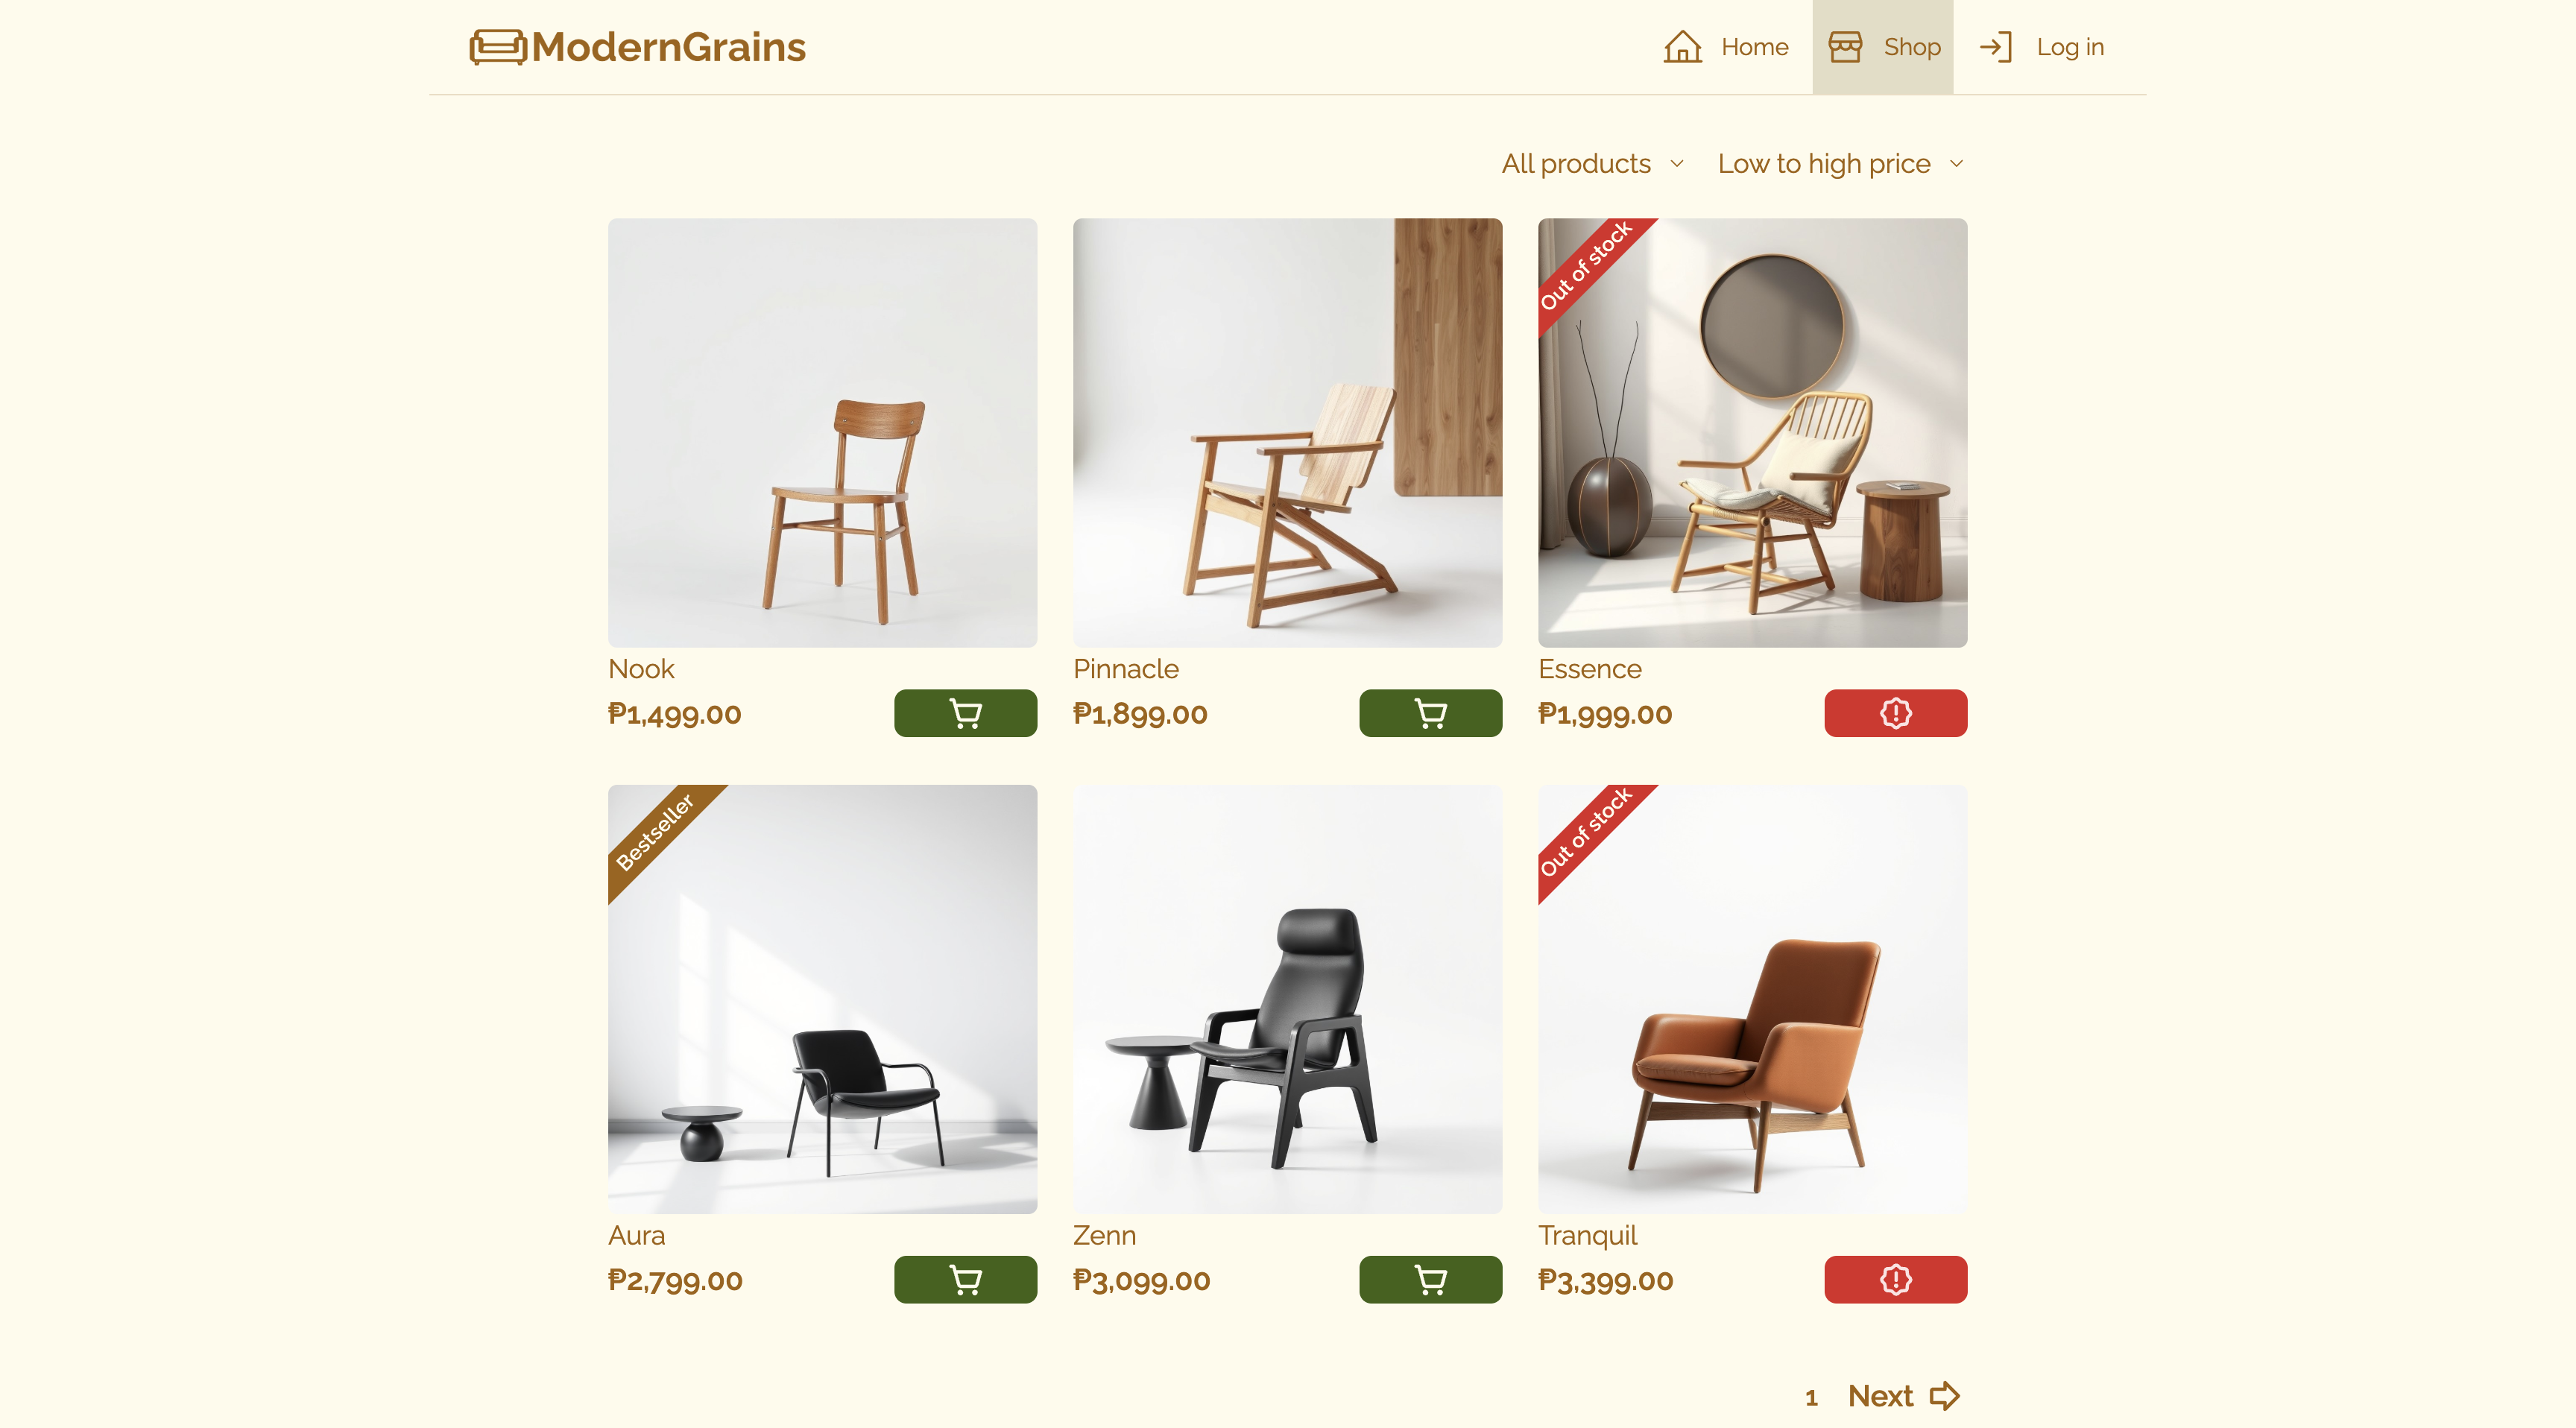 ModernGrains
Home
Shop
Log in
All products
Low to high price
Out of stock
Nook
₱1,499.00
Pinnacle
₱1,899.00
Essence
₱1,999.00
Bestseller
Out of stock
Aura
₱2,799.00
Zenn
₱3,099.00
Tranquil
₱3,399.00
1
Next